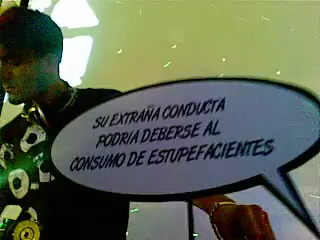 SU EXTRAÑA CONDUCTA
PODRIA DEBERSE AL
CONSUMO DE ESTUPEFACIENTES